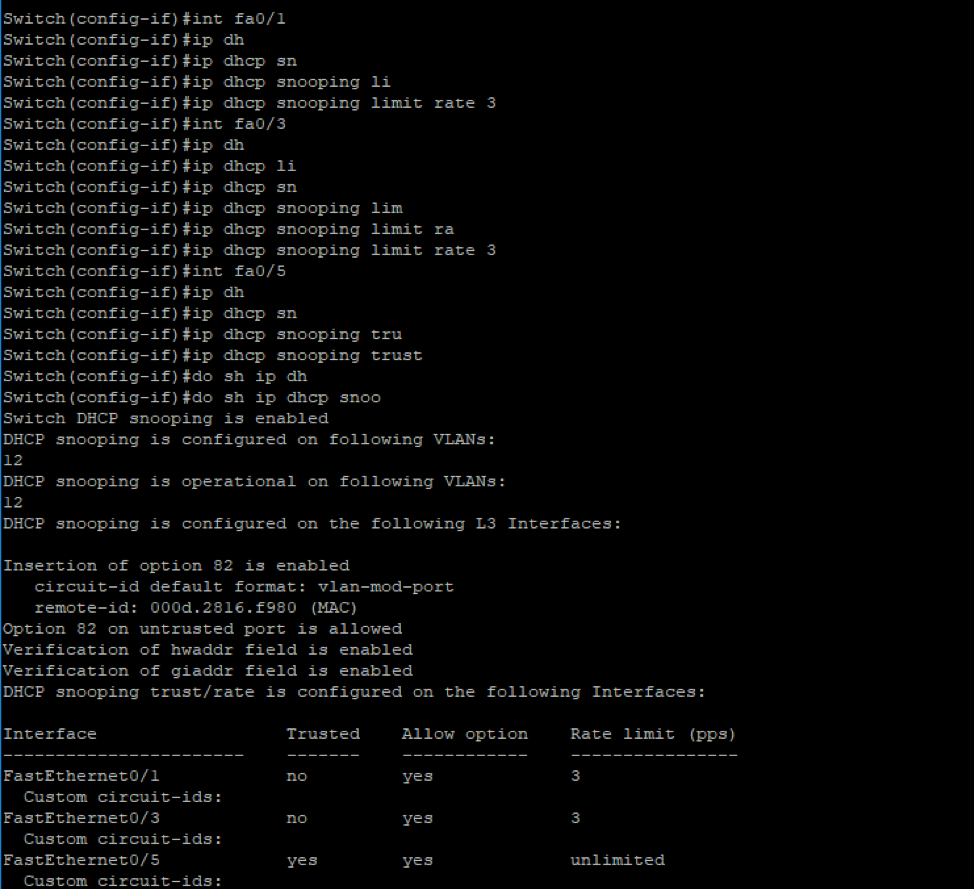 Switch(config-if)#int fa0/1
Switch(config-if)#ip dh
Switch(config-if)#ip dhcp sn
Switch(config-if)#ip dhcp snooping li
Switch(config-if)#ip dhcp snooping limit rate 3
Switch(config-if)#int fa0/3
Switch(config-if)#ip dh
Switch(config-if)#ip dhcp li
Switch(config-if)#ip dhcp sn
Switch(config-if)#ip dhcp snooping lim
Switch(config-if)#ip dhcp snooping limit ra
Switch(config-if)#ip dhcp snooping limit rate 3
Switch(config-if)#int fa0/5
Switch(config-if)#ip dh
Switch(config-if)#ip dhcp sn
Switch(config-if)#ip dhcp snooping tru
Switch(config-if)#ip dhcp snooping trust
Switch(config-if)#do sh ip dh
Switch(config-if)#do sh ip dhcp snoo
Switch DHCP snooping is enabled
DHCP snooping is configured on following VLANs:
12
DHCP snooping is operational on following VLANs:
12
DHCP snooping is configured on the following L3 Interfaces:
Insertion of option 82 is enabled
   circuit-id default format: vlan-mod-port
   remote-id: 000d.2816.f980 (MAC)
Option 82 on untrusted port is allowed
Verification of hwaddr field is enabled
Verification of giaddr field is enabled
DHCP snooping trust/rate is configured on the following Interfaces:
Interface                  Trusted    Allow option    Rate limit (pps)
-----------------------    -------    ------------    ----------------
FastEthernet0/1            no         yes             3
  Custom circuit-ids:
FastEthernet0/3            no         yes             3
  Custom circuit-ids:
FastEthernet0/5            yes        yes             unlimited
  Custom circuit-ids: